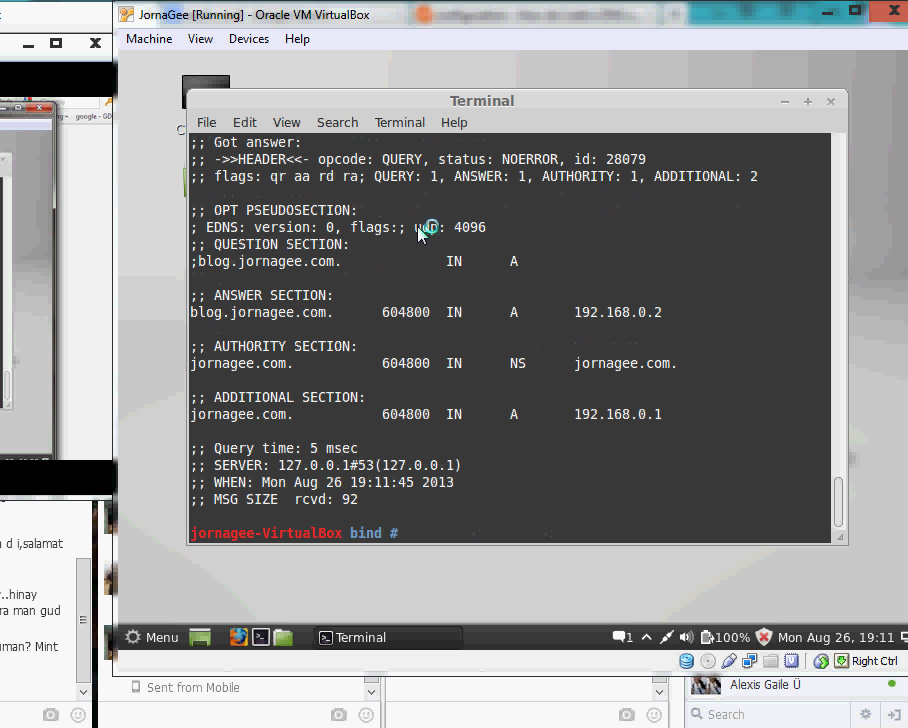 JornaGee [Running] - Oracle VM VirtualBox
Machine View Devices Help
google - GD
Terminal
File Edit View Search Terminal Help
;; Got answer:
;; ->>HEADER<<- opcode: QUERY, status: NOERROR, id: 28079
;; flags: qr aa rd ra; QUERY: 1, ANSWER: 1, AUTHORITY: 1, ADDITIONAL: 2
;; OPT PSEUDOSECTION:
; EDNS: version: 0, flags:; udp: 4096
;; QUESTION SECTION:
;blog.jornagee.com. IN A
;; ANSWER SECTION:
blog.jornagee.com. 604800 IN A 192.168.0.2
;; AUTHORITY SECTION:
jornagee.com. 604800 IN NS jornagee.com.
;; ADDITIONAL SECTION:
jornagee.com. 604800 IN A 192.168.0.1
;; Query time: 5 msec
;; SERVER: 127.0.0.1#53(127.0.0.1)
;; WHEN: Mon Aug 26 19:11:45 2013
;; MSG SIZE rcvd: 92
jornagee-VirtualBox bind #
d i,salamat
..hinay
ra man gud
uman? Mint
Menu Terminal 1 100% Mon Aug 26, 19:11
Right Ctrl
Sent from Mobile
Alexis Gaile Ü
Search